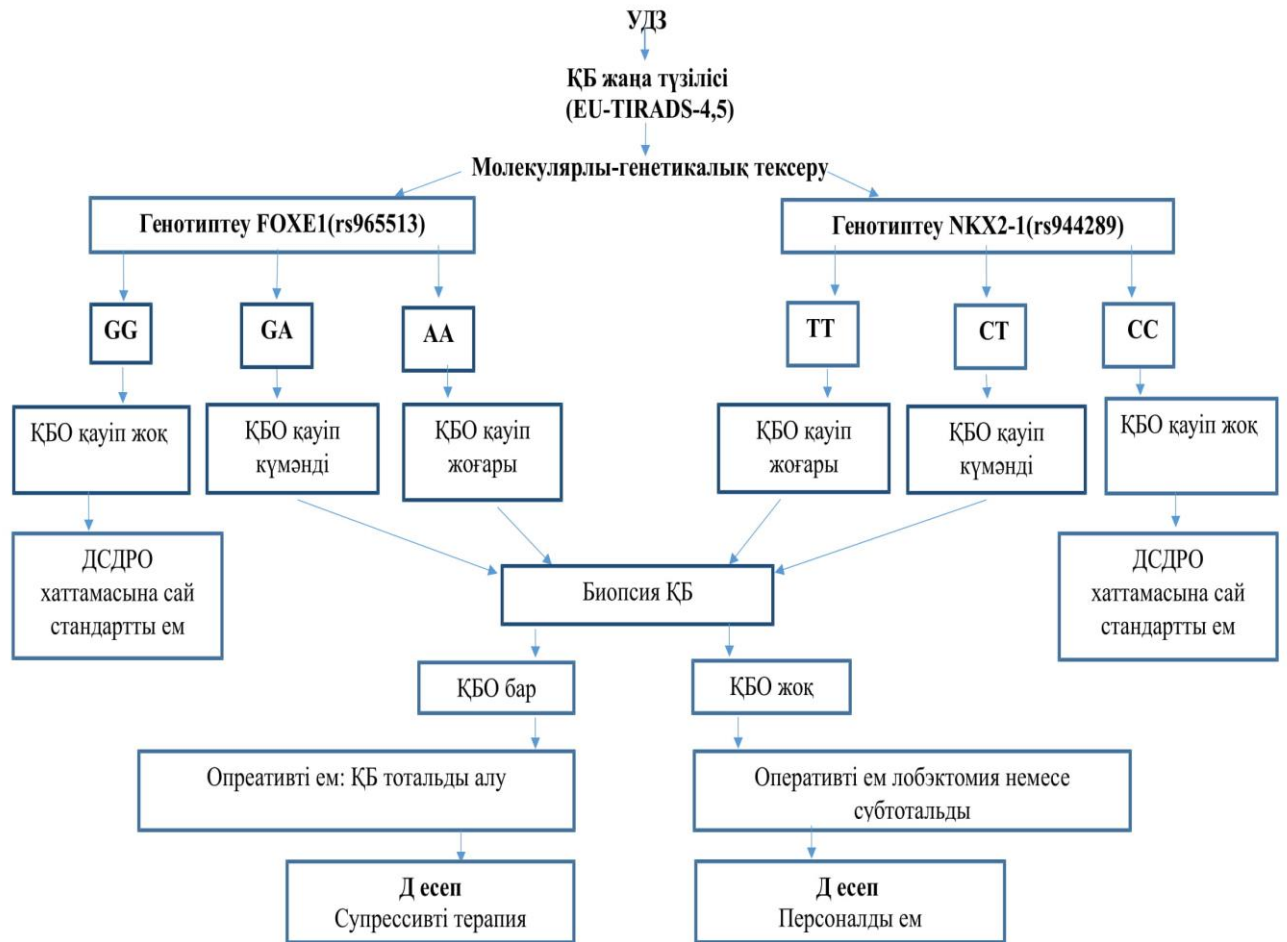 УДЗ
ҚБ жаңа түзілісі
(EU-TIRADS-4,5)
Молекулярлы-генетикалық тексеру
Генотиптеу FOXE1(rs965513)
Генотиптеу NKX2-1(rs944289)
GG
GA
AA
TT
CT
CC
ҚБО қауіп жоқ
ҚБО қауіп
күмәнді
ҚБО қауіп
жоғары
ҚБО қауіп
жоғары
ҚБО қауіп
күмәнді
ҚБО қауіп жоқ
ДСДРО
хаттамасына сай
стандартты ем
Биопсия ҚБ
ДСДРО
хаттамасына сай
стандартты ем
ҚБО бар
ҚБО жоқ
Опреативті ем: ҚБ тотальды алу
Оперативті ем лобэктомия немесе
субтотальды
Д есеп
Супрессивті терапия
Д есеп
Персоналды ем